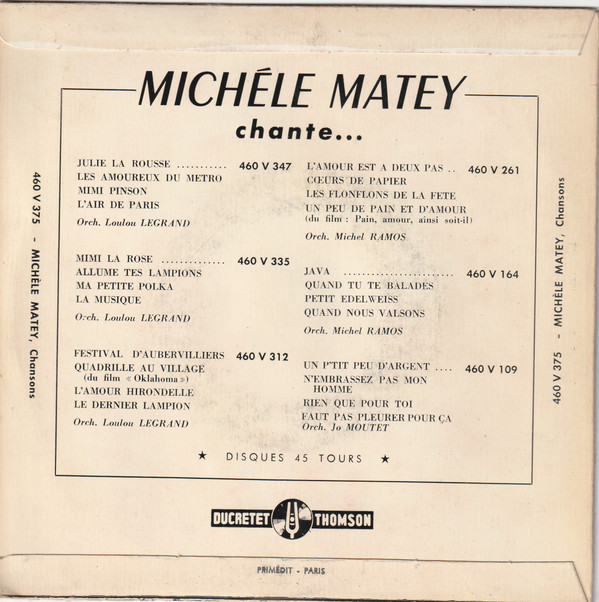 MICHÉLE MATEY
chante...
JULIE LA ROUSSE ........... 460 V 347
LES AMOUREUX DU METRO
MIMI PINSON
L'AIR DE PARIS
Orch. Loulou LEGRAND
MIMI LA ROSE ............. 460 V 335
ALLUME TES LAMPIONS
MA PETITE POLKA
LA MUSIQUE
Orch. Loulou LEGRAND
FESTIVAL D'AUBERVILLIERS 460 V 312
QUADRILLE AU VILLAGE
(du film « Oklahoma »)
L'AMOUR HIRONDELLE
LE DERNIER LAMPION
Orch. Loulou LEGRAND
L'AMOUR EST A DEUX PAS .. 460 V 261
CŒURS DE PAPIER
LES FLONFLONS DE LA FETE
UN PEU DE PAIN ET D'AMOUR
(du film : Pain, amour, ainsi soit-il)
Orch. Michel RAMOS
JAVA .................... 460 V 164
QUAND TU TE BALADES
PETIT EDELWEISS
QUAND NOUS VALSONS
Orch. Michel RAMOS
UN P'TIT PEU D'ARGENT .... 460 V 109
N'EMBRASSEZ PAS MON
HOMME
RIEN QUE POUR TOI
FAUT PAS PLEURER POUR ÇA
Orch. Jo MOUTET
★ DISQUES 45 TOURS ★
DUCRETET THOMSON
PRIMÉDIT - PARIS
460 V 375 - MICHÈLE MATEY, Chansons
460 V 375 - MICHÈLE MATEY, Chansons